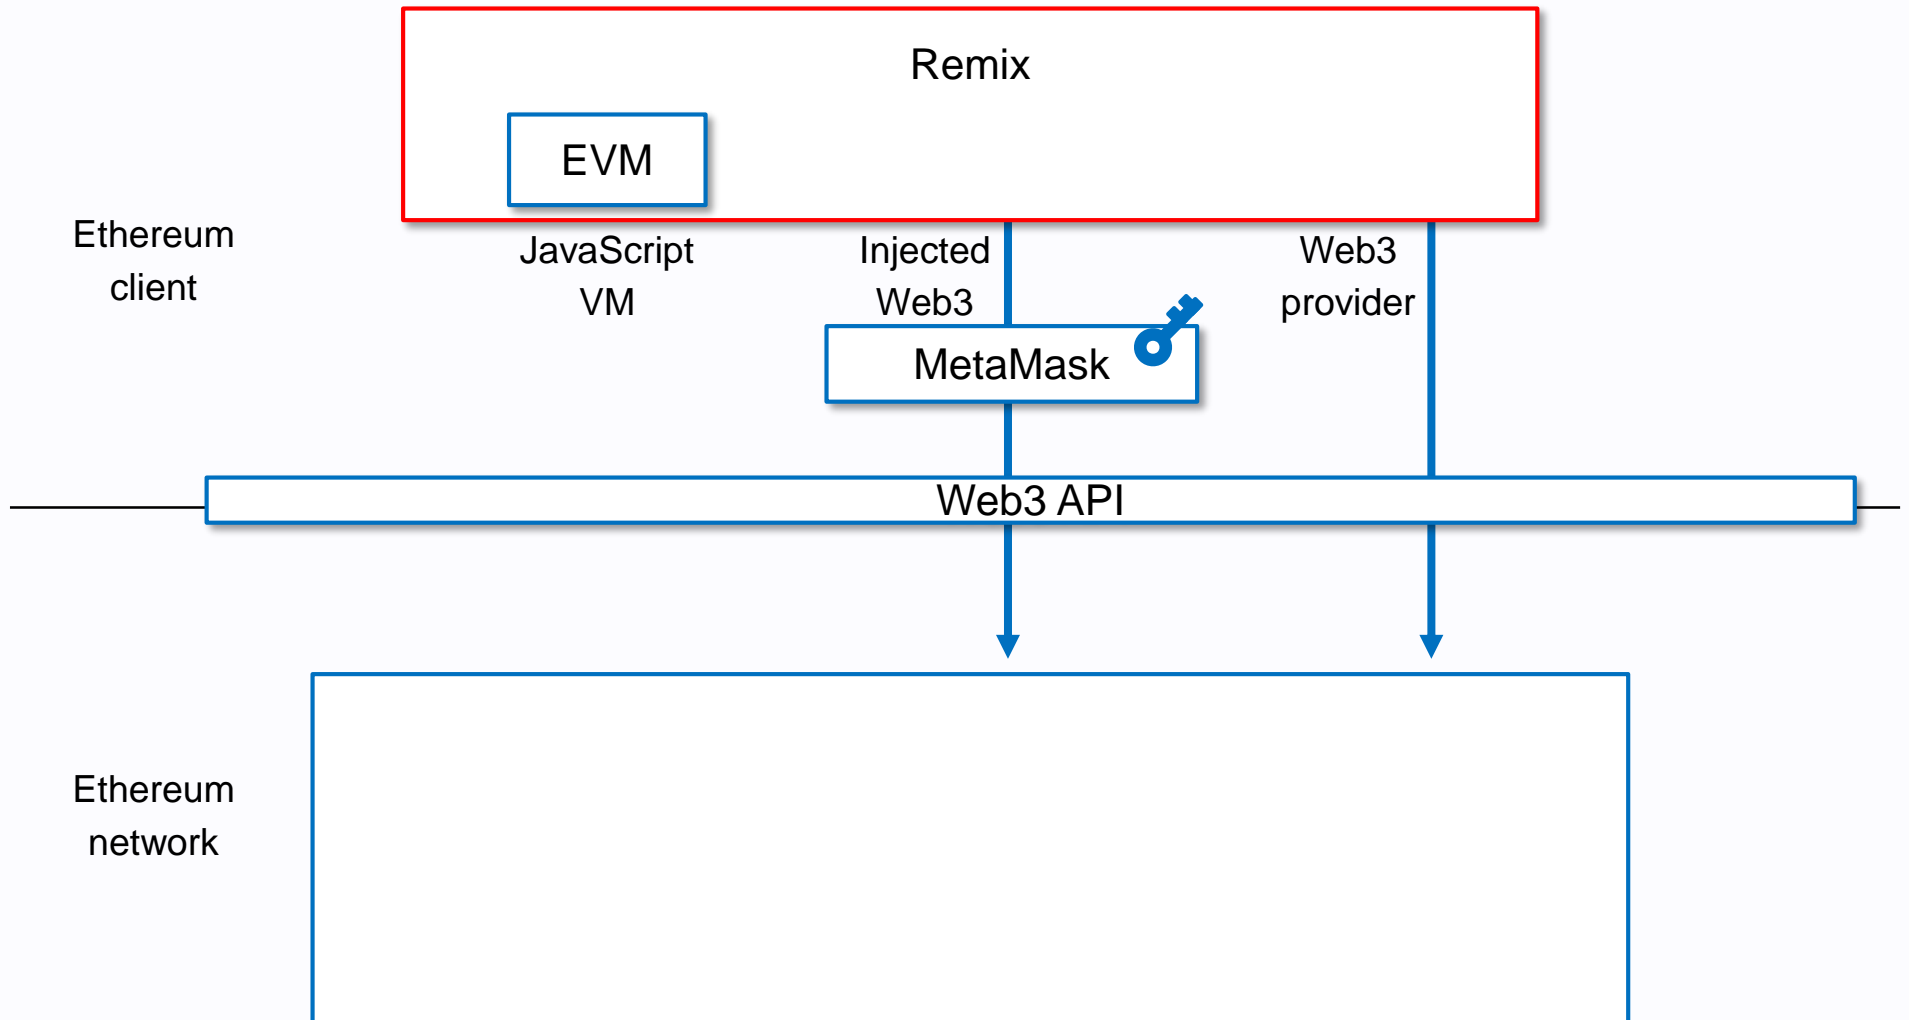 Remix
EVM
Ethereum
client
JavaScript
VM
Injected
Web3
Web3
provider
MetaMask
Web3 API
Ethereum
network